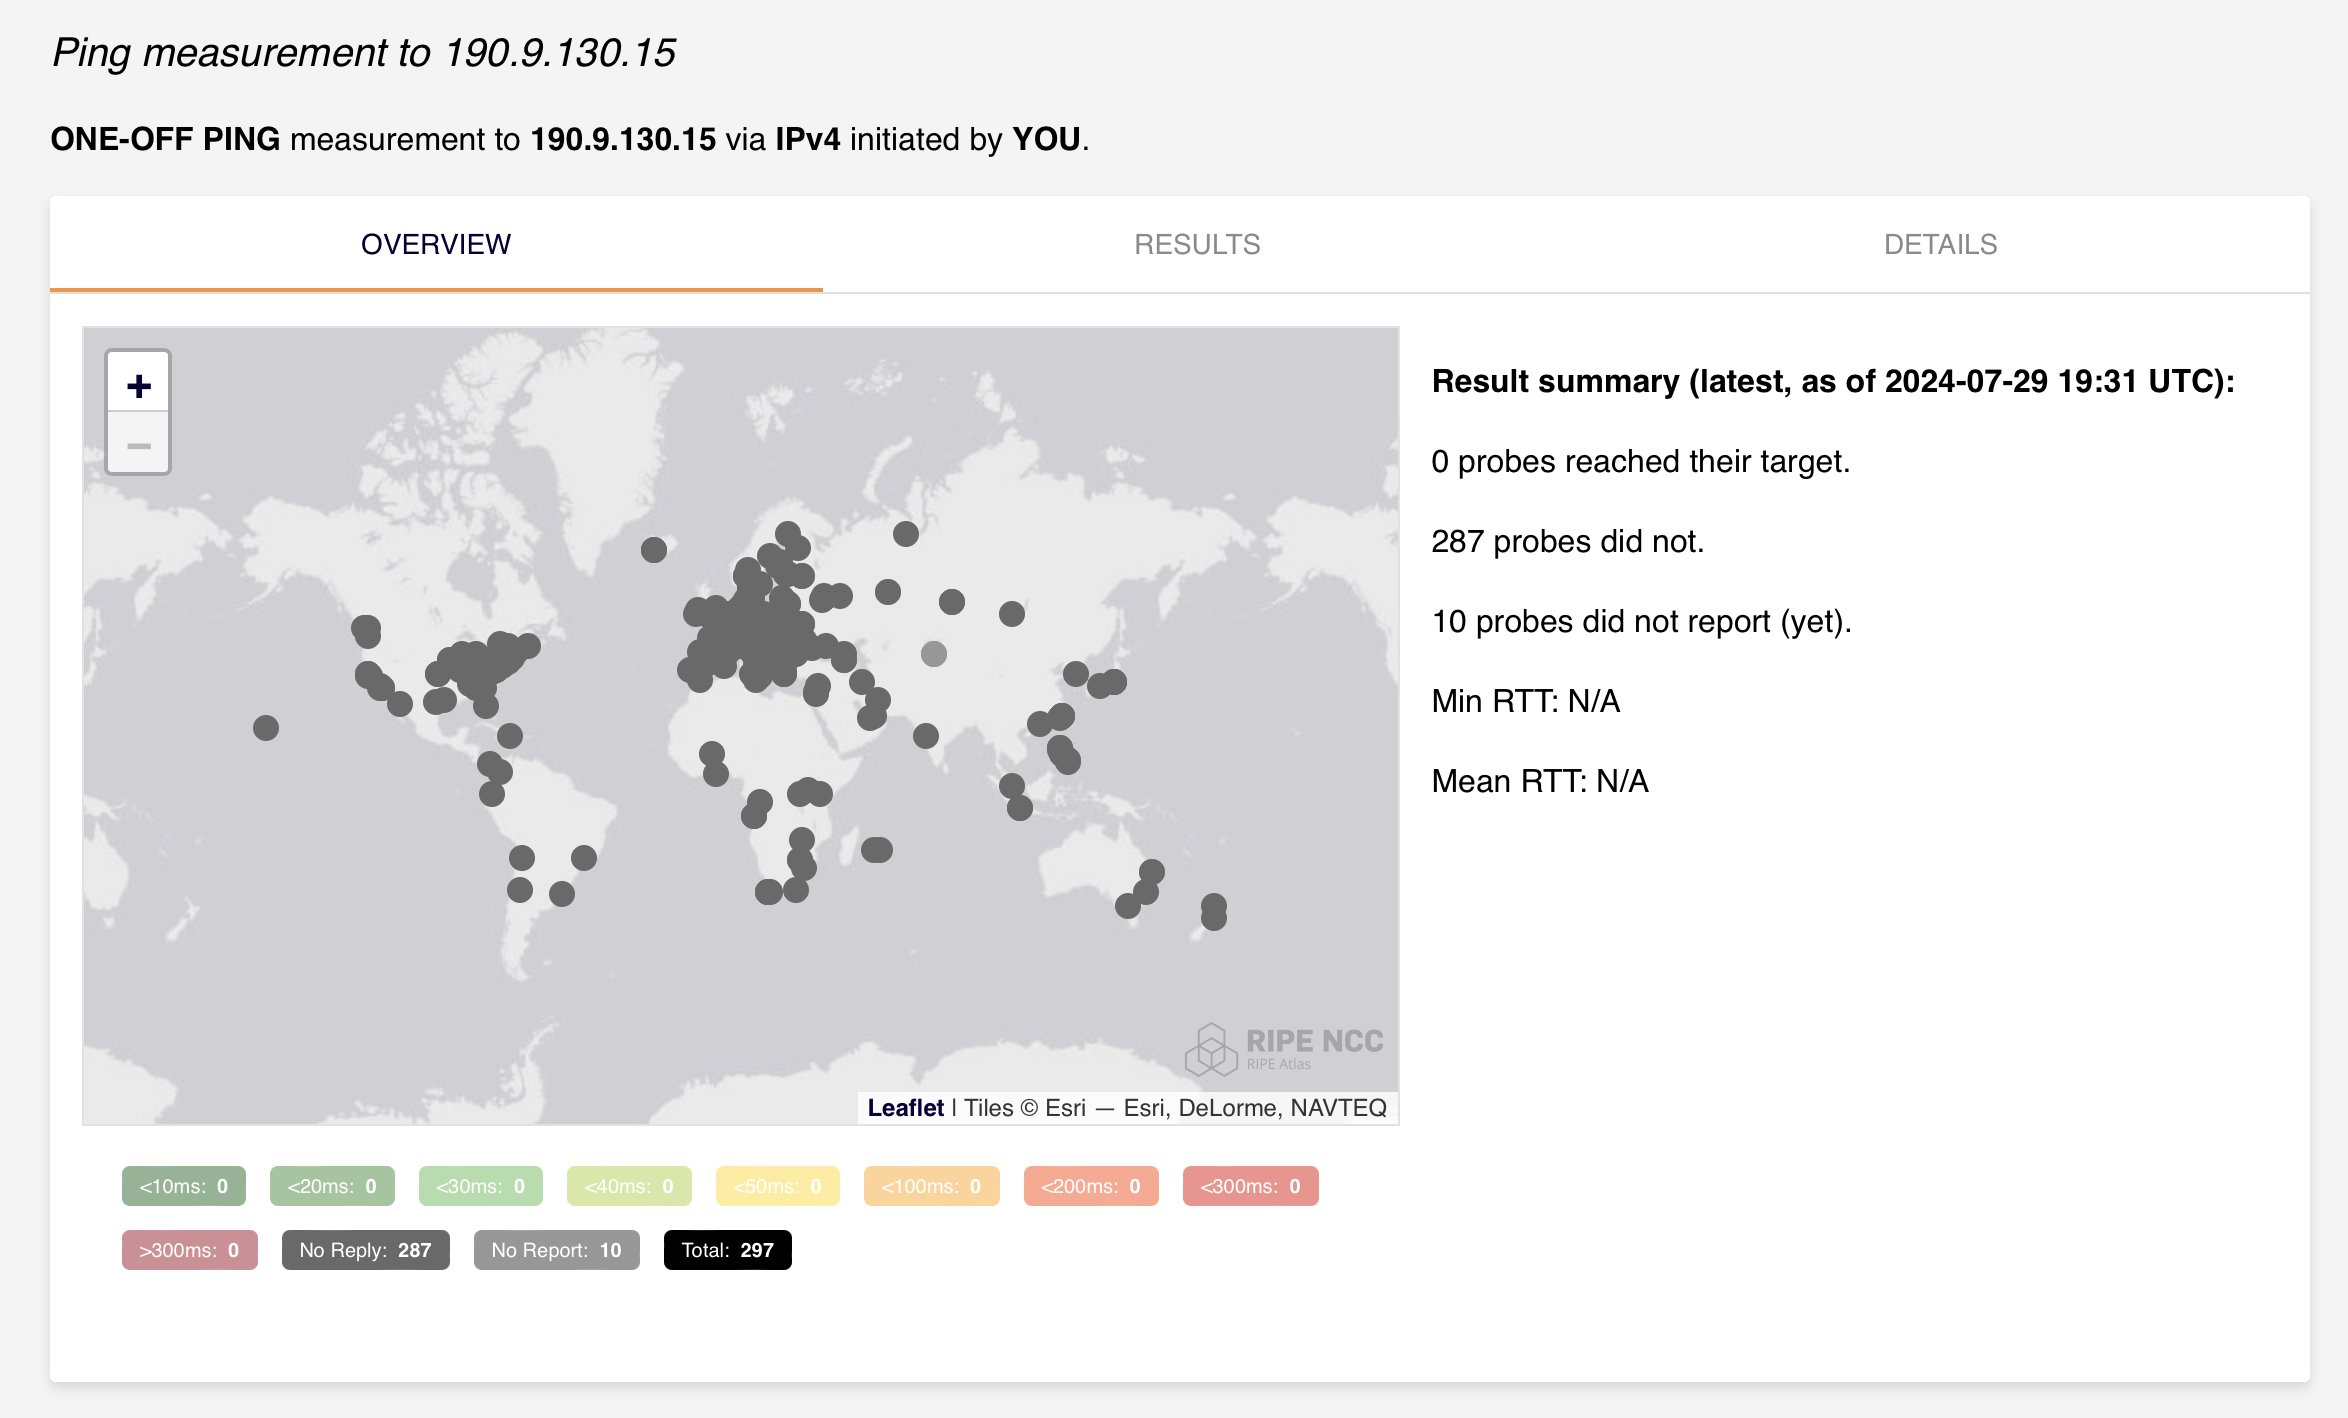 Ping measurement to 190.9.130.15
ONE-OFF PING measurement to 190.9.130.15 via IPv4 initiated by YOU.
OVERVIEW
RESULTS
DETAILS
+
−
Result summary (latest, as of 2024-07-29 19:31 UTC):
0 probes reached their target.
287 probes did not.
10 probes did not report (yet).
Min RTT: N/A
Mean RTT: N/A
RIPE NCC
RIPE Atlas
Leaflet | Tiles © Esri — Esri, DeLorme, NAVTEQ
<10ms: 0
<20ms: 0
<30ms: 0
<40ms: 0
<50ms: 0
<100ms: 0
<200ms: 0
<300ms: 0
>300ms: 0
No Reply: 287
No Report: 10
Total: 297